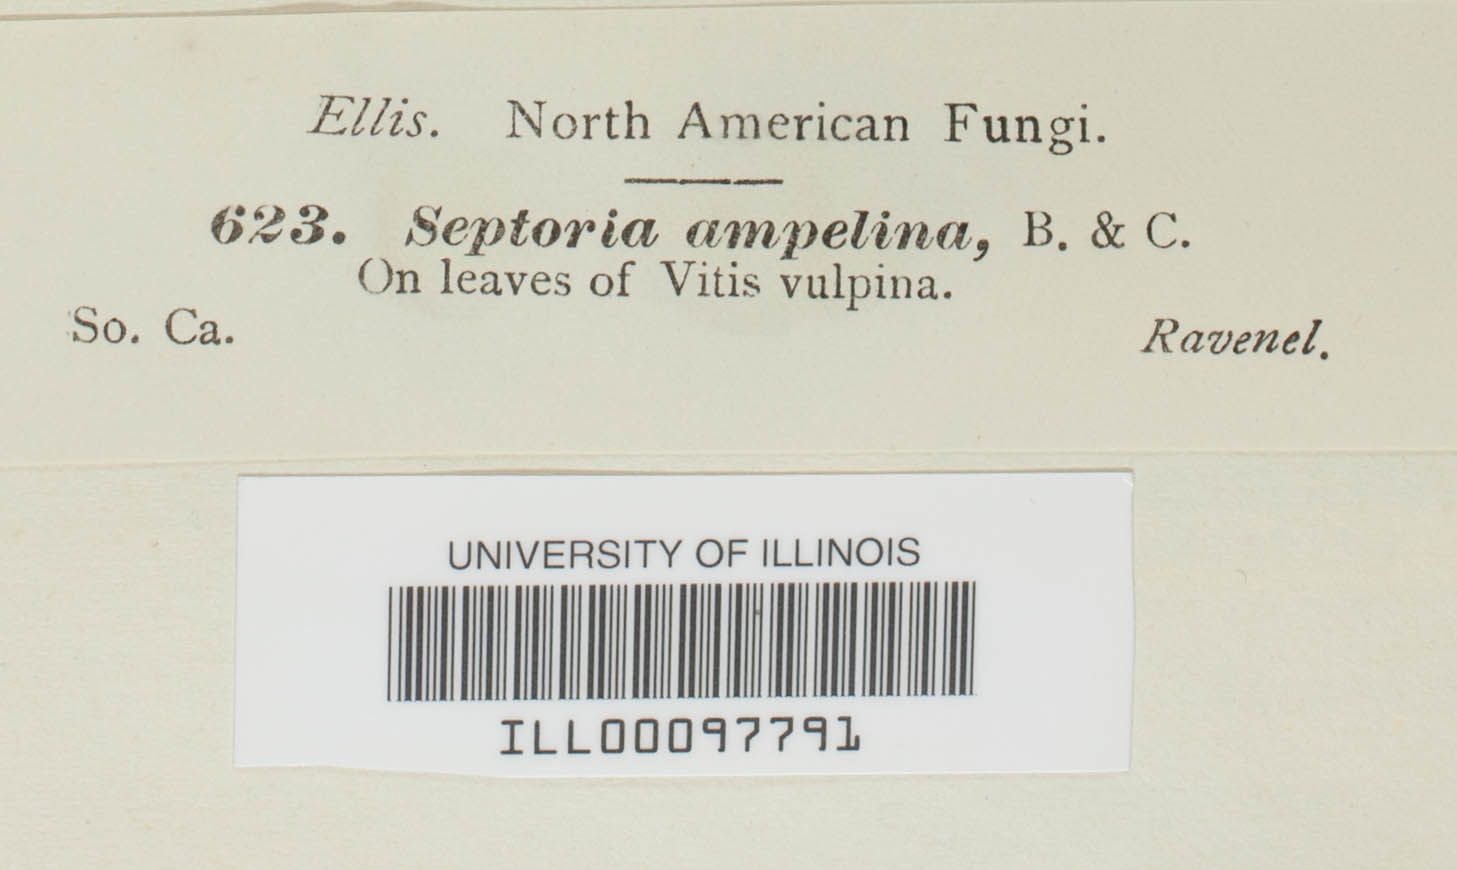 Ellis. North American Fungi.
623. Septoria ampelina, B. & C.
On leaves of Vitis vulpina.
So. Ca.
Ravenel.
UNIVERSITY OF ILLINOIS
ILL00097791